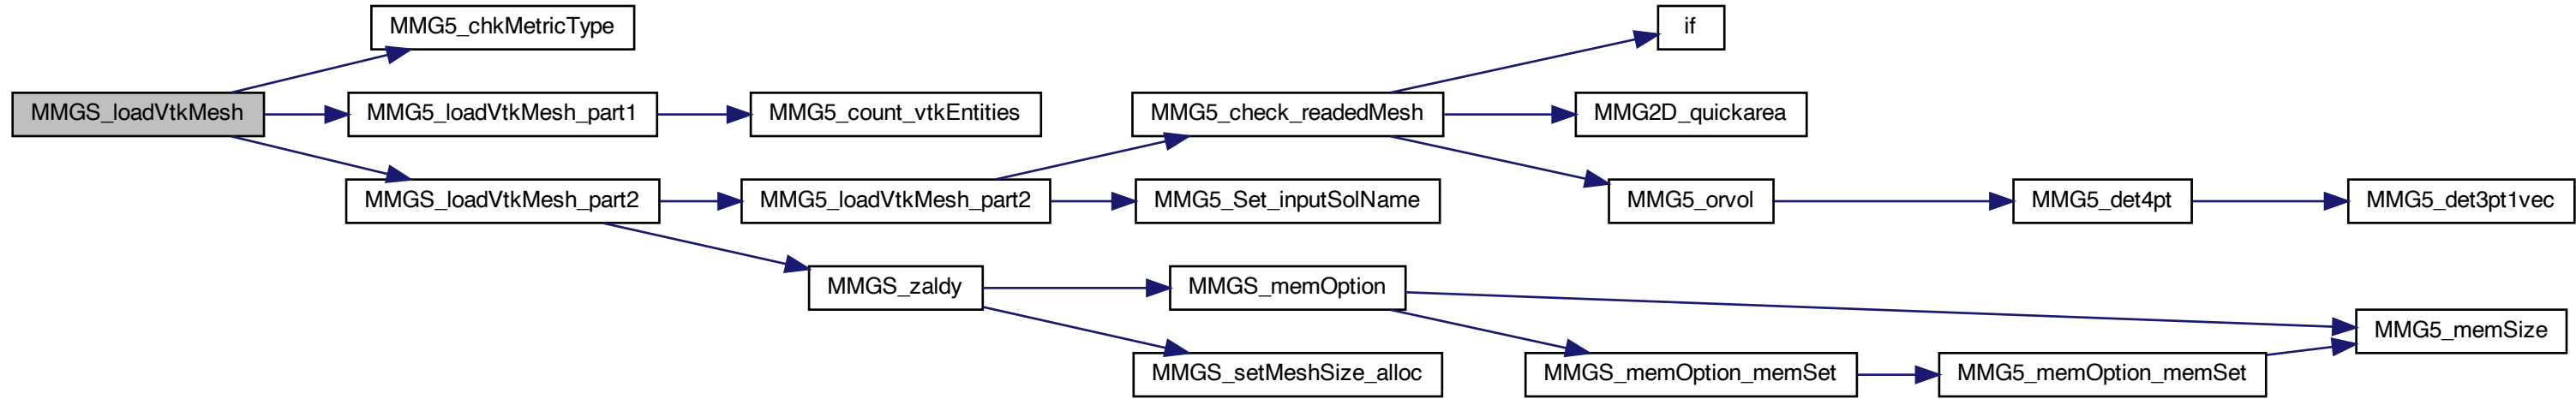 MMG5_chkMetricType
if
MMGS_loadVtkMesh
MMG5_loadVtkMesh_part1
MMG5_count_vtkEntities
MMG5_check_readedMesh
MMG2D_quickarea
MMGS_loadVtkMesh_part2
MMG5_loadVtkMesh_part2
MMG5_Set_inputSolName
MMG5_orvol
MMG5_det4pt
MMG5_det3pt1vec
MMGS_zaldy
MMGS_memOption
MMG5_memSize
MMGS_setMeshSize_alloc
MMGS_memOption_memSet
MMG5_memOption_memSet